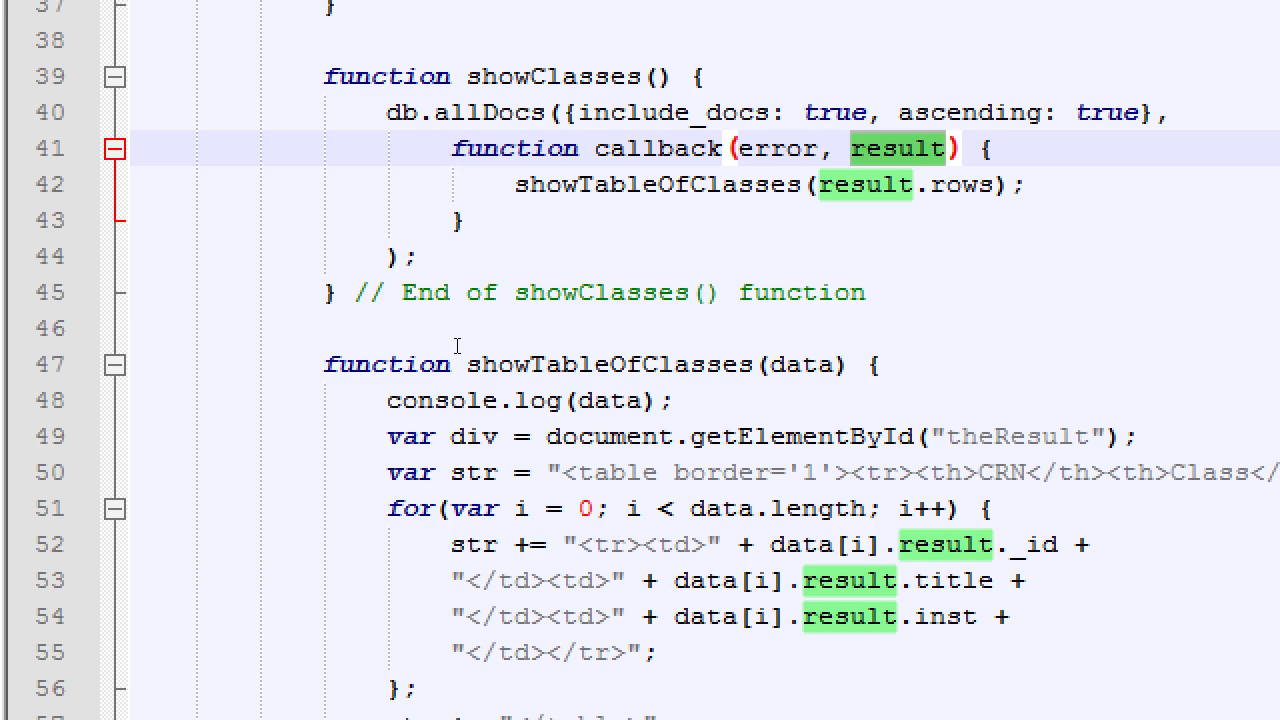 37 }
38
39 function showClasses() {
40 db.allDocs({include_docs: true, ascending: true},
41 function callback(error, result) {
42 showTableOfClasses(result.rows);
43 }
44 );
45 } // End of showClasses() function
46
47 function showTableOfClasses(data) {
48 console.log(data);
49 var div = document.getElementById("theResult");
50 var str = "<table border='1'><tr><th>CRN</th><th>Class</
51 for(var i = 0; i < data.length; i++) {
52 str += "<tr><td>" + data[i].result._id +
53 "</td><td>" + data[i].result.title +
54 "</td><td>" + data[i].result.inst +
55 "</td></tr>";
56 };